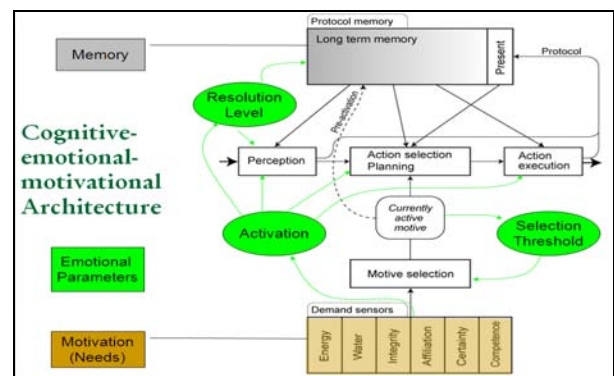 Protocol memory
Long term memory
Present
Protocol
Memory
Resolution
Level
Pre-activation
Cognitive-
emotional-
motivational
Architecture
Perception
Action selection
Planning
Action
execution
Activation
Currently
active
motive
Selection
Threshold
Emotional
Parameters
Motive selection
Demand sensors
Motivation
(Needs)
Energy
Water
Integrity
Affiliation
Certainty
Competence